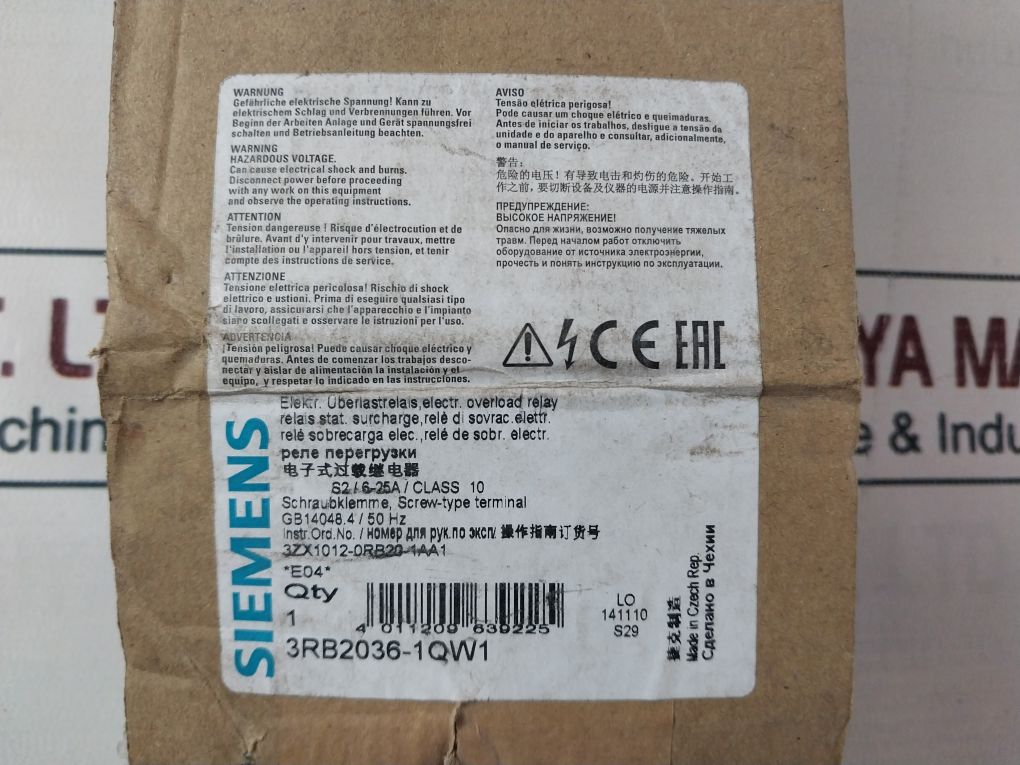 WARNUNG
Gefährliche elektrische Spannung! Kann zu
elektrischem Schlag und Verbrennungen führen. Vor
Beginn der Arbeiten Anlage und Gerät spannungsfrei
schalten und Betriebsanleitung beachten.
WARNING
HAZARDOUS VOLTAGE.
Can cause electrical shock and burns.
Disconnect power before proceeding
with any work on this equipment
and observe the operating instructions.
ATTENTION
Tension dangereuse ! Risque d'électrocution et de
brûlure. Avant d'y intervenir pour travaux, mettre
l'installation ou l'appareil hors tension, et tenir
compte des instructions de service.
ATTENZIONE
Tensione elettrica pericolosa! Rischio di shock
elettrico e ustioni. Prima di eseguire qualsiasi tipo
di lavoro, assicurarsi che l'apparecchio e l'impianto
siano scollegati e osservare le istruzioni per l'uso.
ADVERTENCIA
¡Tensión peligrosa! Puede causar choque eléctrico y
quemaduras. Antes de comenzar los trabajos desco-
nectar y aislar de alimentación la instalación y el
equipo, y respetar lo indicado en las instrucciones.
AVISO
Tensão elétrica perigosa!
Pode causar um choque elétrico e queimaduras.
Antes de iniciar os trabalhos, desligue a tensão da
unidade e do aparelho e consultar, adicionalmente,
o manual de serviço.
警告:
危险的电压! 有导致电击和灼伤的危险。开始工
作之前, 要切断设备及仪器的电源并注意操作指南。
ПРЕДУПРЕЖДЕНИЕ:
ВЫСОКОЕ НАПРЯЖЕНИЕ!
Опасно для жизни, возможно получение тяжелых
травм. Перед началом работ отключить
оборудование от источника электроэнергии,
прочесть и понять инструкцию по эксплуатации.
CE EAC
SIEMENS
Elektr. Überlastrelais,electr. overload relay
relais stat. surcharge,relè di sovrac.elettr.
relé sobrecarga elec.,relé de sobr. electr.
реле перегрузки
电子式过载继电器
S2 / 6-25A / CLASS 10
Schraubklemme, Screw-type terminal
GB14048.4 / 50 Hz
Instr.Ord.No. / номер для рук.по эксп/ 操作指南订货号
3ZX1012-0RB20-1AA1
*E04*
Qty
1
4 011209 639225
3RB2036-1QW1
LO
141110
S29
捷克制造
Made in Czech Rep.
Сделано в Чехии
YA MA
chin
& Indu